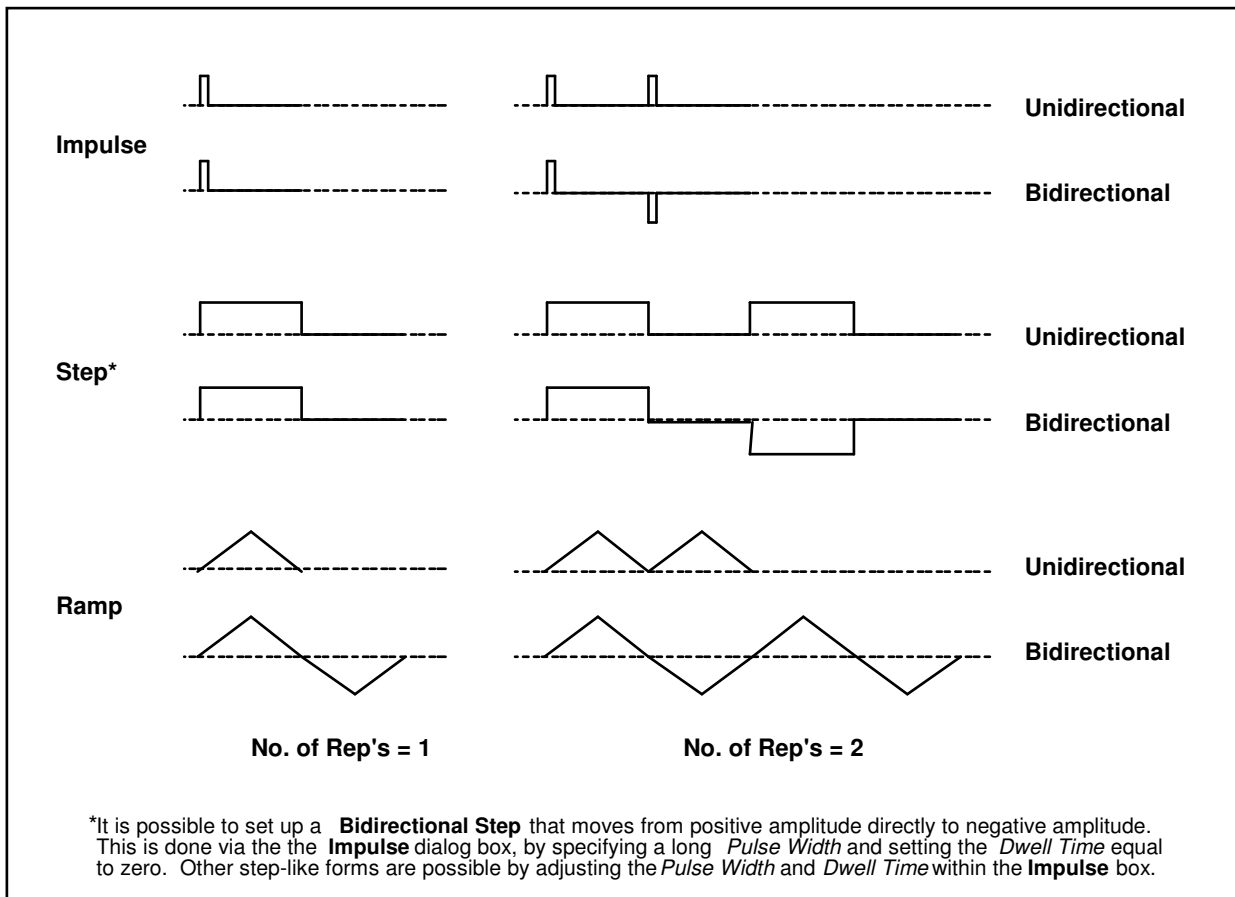 Unidirectional
Impulse
Bidirectional
Unidirectional
Step*
Bidirectional
Unidirectional
Ramp
Bidirectional
No. of Rep's = 1 No. of Rep's = 2
*It is possible to set up a Bidirectional Step that moves from positive amplitude directly to negative amplitude.
This is done via the the Impulse dialog box, by specifying a long Pulse Width and setting the Dwell Time equal
to zero. Other step-like forms are possible by adjusting the Pulse Width and Dwell Time within the Impulse box.